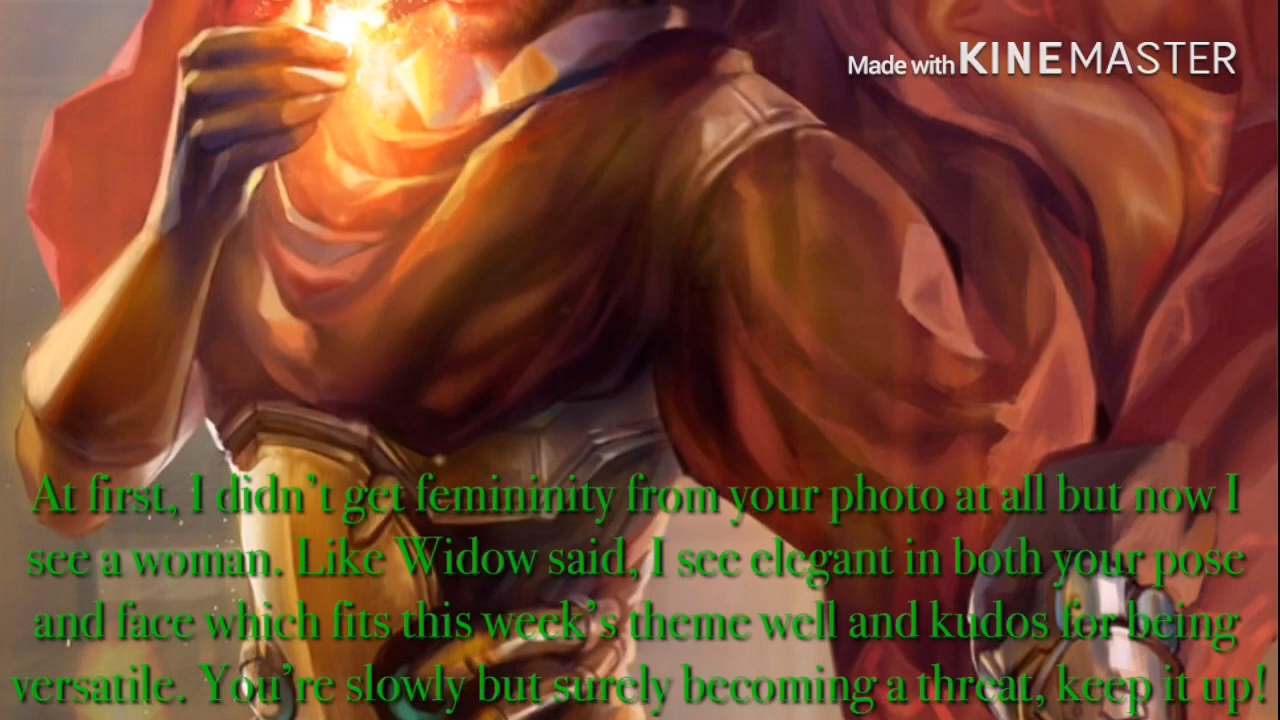 Made with KINEMASTER
At first, I didn't get femininity from your photo at all but now I
see a woman. Like Widow said, I see elegant in both your pose
and face which fits this week's theme well and kudos for being
versatile. You're slowly but surely becoming a threat, keep it up!